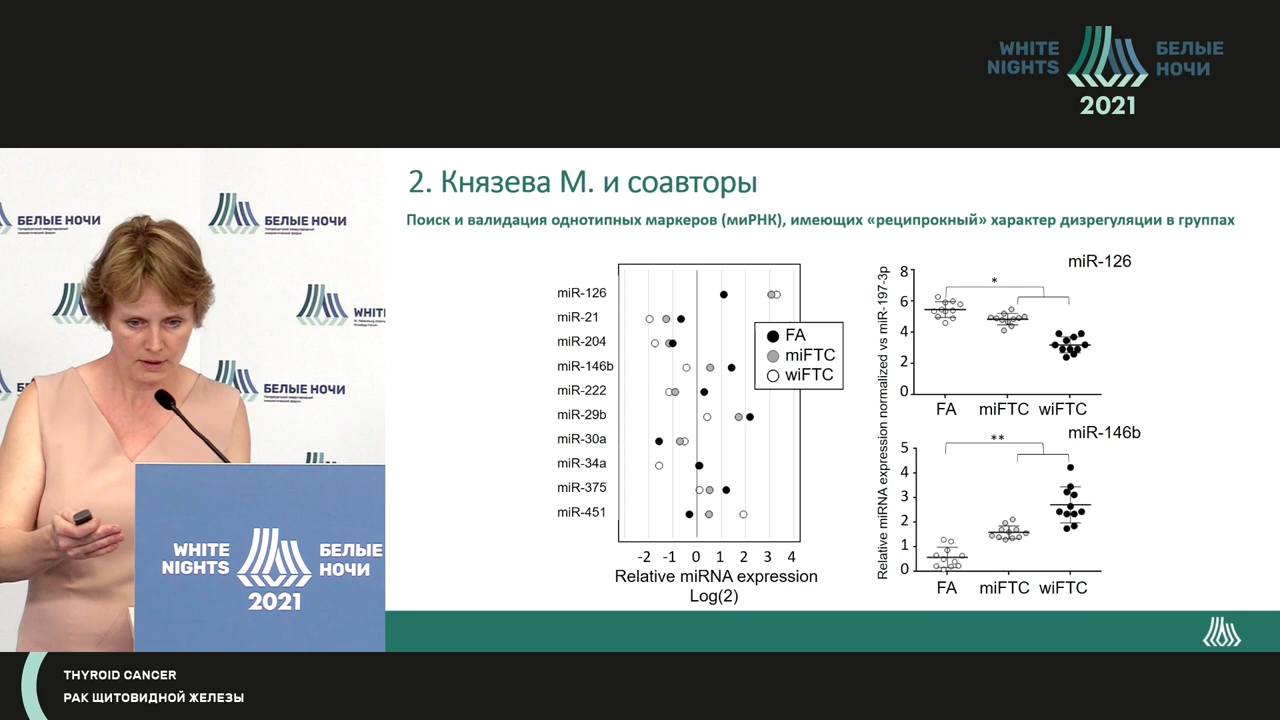 WHITE
NIGHTS
БЕЛЫЕ
НОЧИ
2021
2. Князева М. и соавторы
Поиск и валидация однотипных маркеров (миРНК), имеющих «реципрокный» характер дизрегуляции в группах
miR-126
miR-21
miR-204
miR-146b
miR-222
miR-29b
miR-30a
miR-34a
miR-375
miR-451
FA
miFTC
wiFTC
-2 -1 0 1 2 3 4
Relative miRNA expression
Log(2)
Relative miRNA expression normalized vs miR-197-3p
miR-126
*
8
6
4
2
0
FA miFTC wiFTC
miR-146b
**
5
4
3
2
1
0
FA miFTC wiFTC
БЕЛЫЕ НОЧИ
БЕЛЫЕ НОЧИ
WHITE
БЕЛЫЕ НОЧИ
WHITE
NIGHTS
БЕЛЫЕ
НОЧИ
2021
THYROID CANCER
РАК ЩИТОВИДНОЙ ЖЕЛЕЗЫ